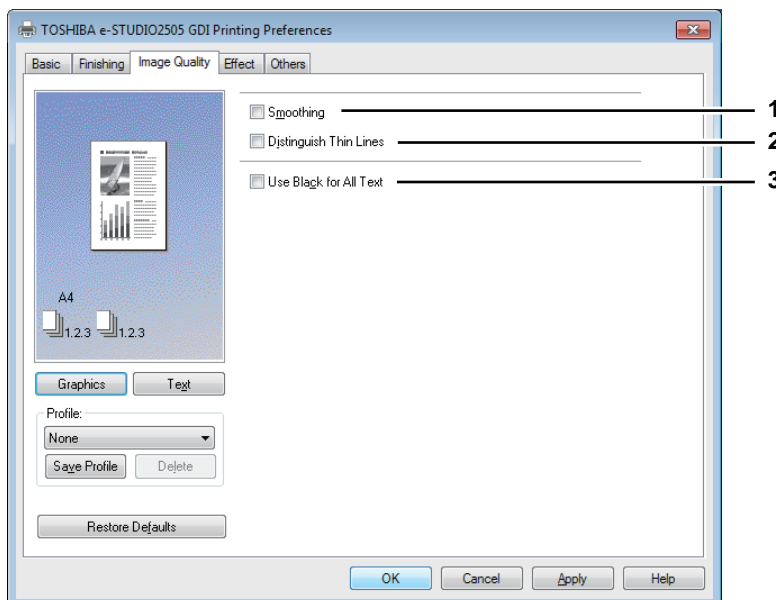 TOSHIBA e-STUDIO2505 GDI Printing Preferences
Basic Finishing Image Quality Effect Others
Smoothing 1
Distinguish Thin Lines 2
Use Black for All Text 3
A4
1.2.3 1.2.3
Graphics Text
Profile:
None
Save Profile Delete
Restore Defaults
OK Cancel Apply Help